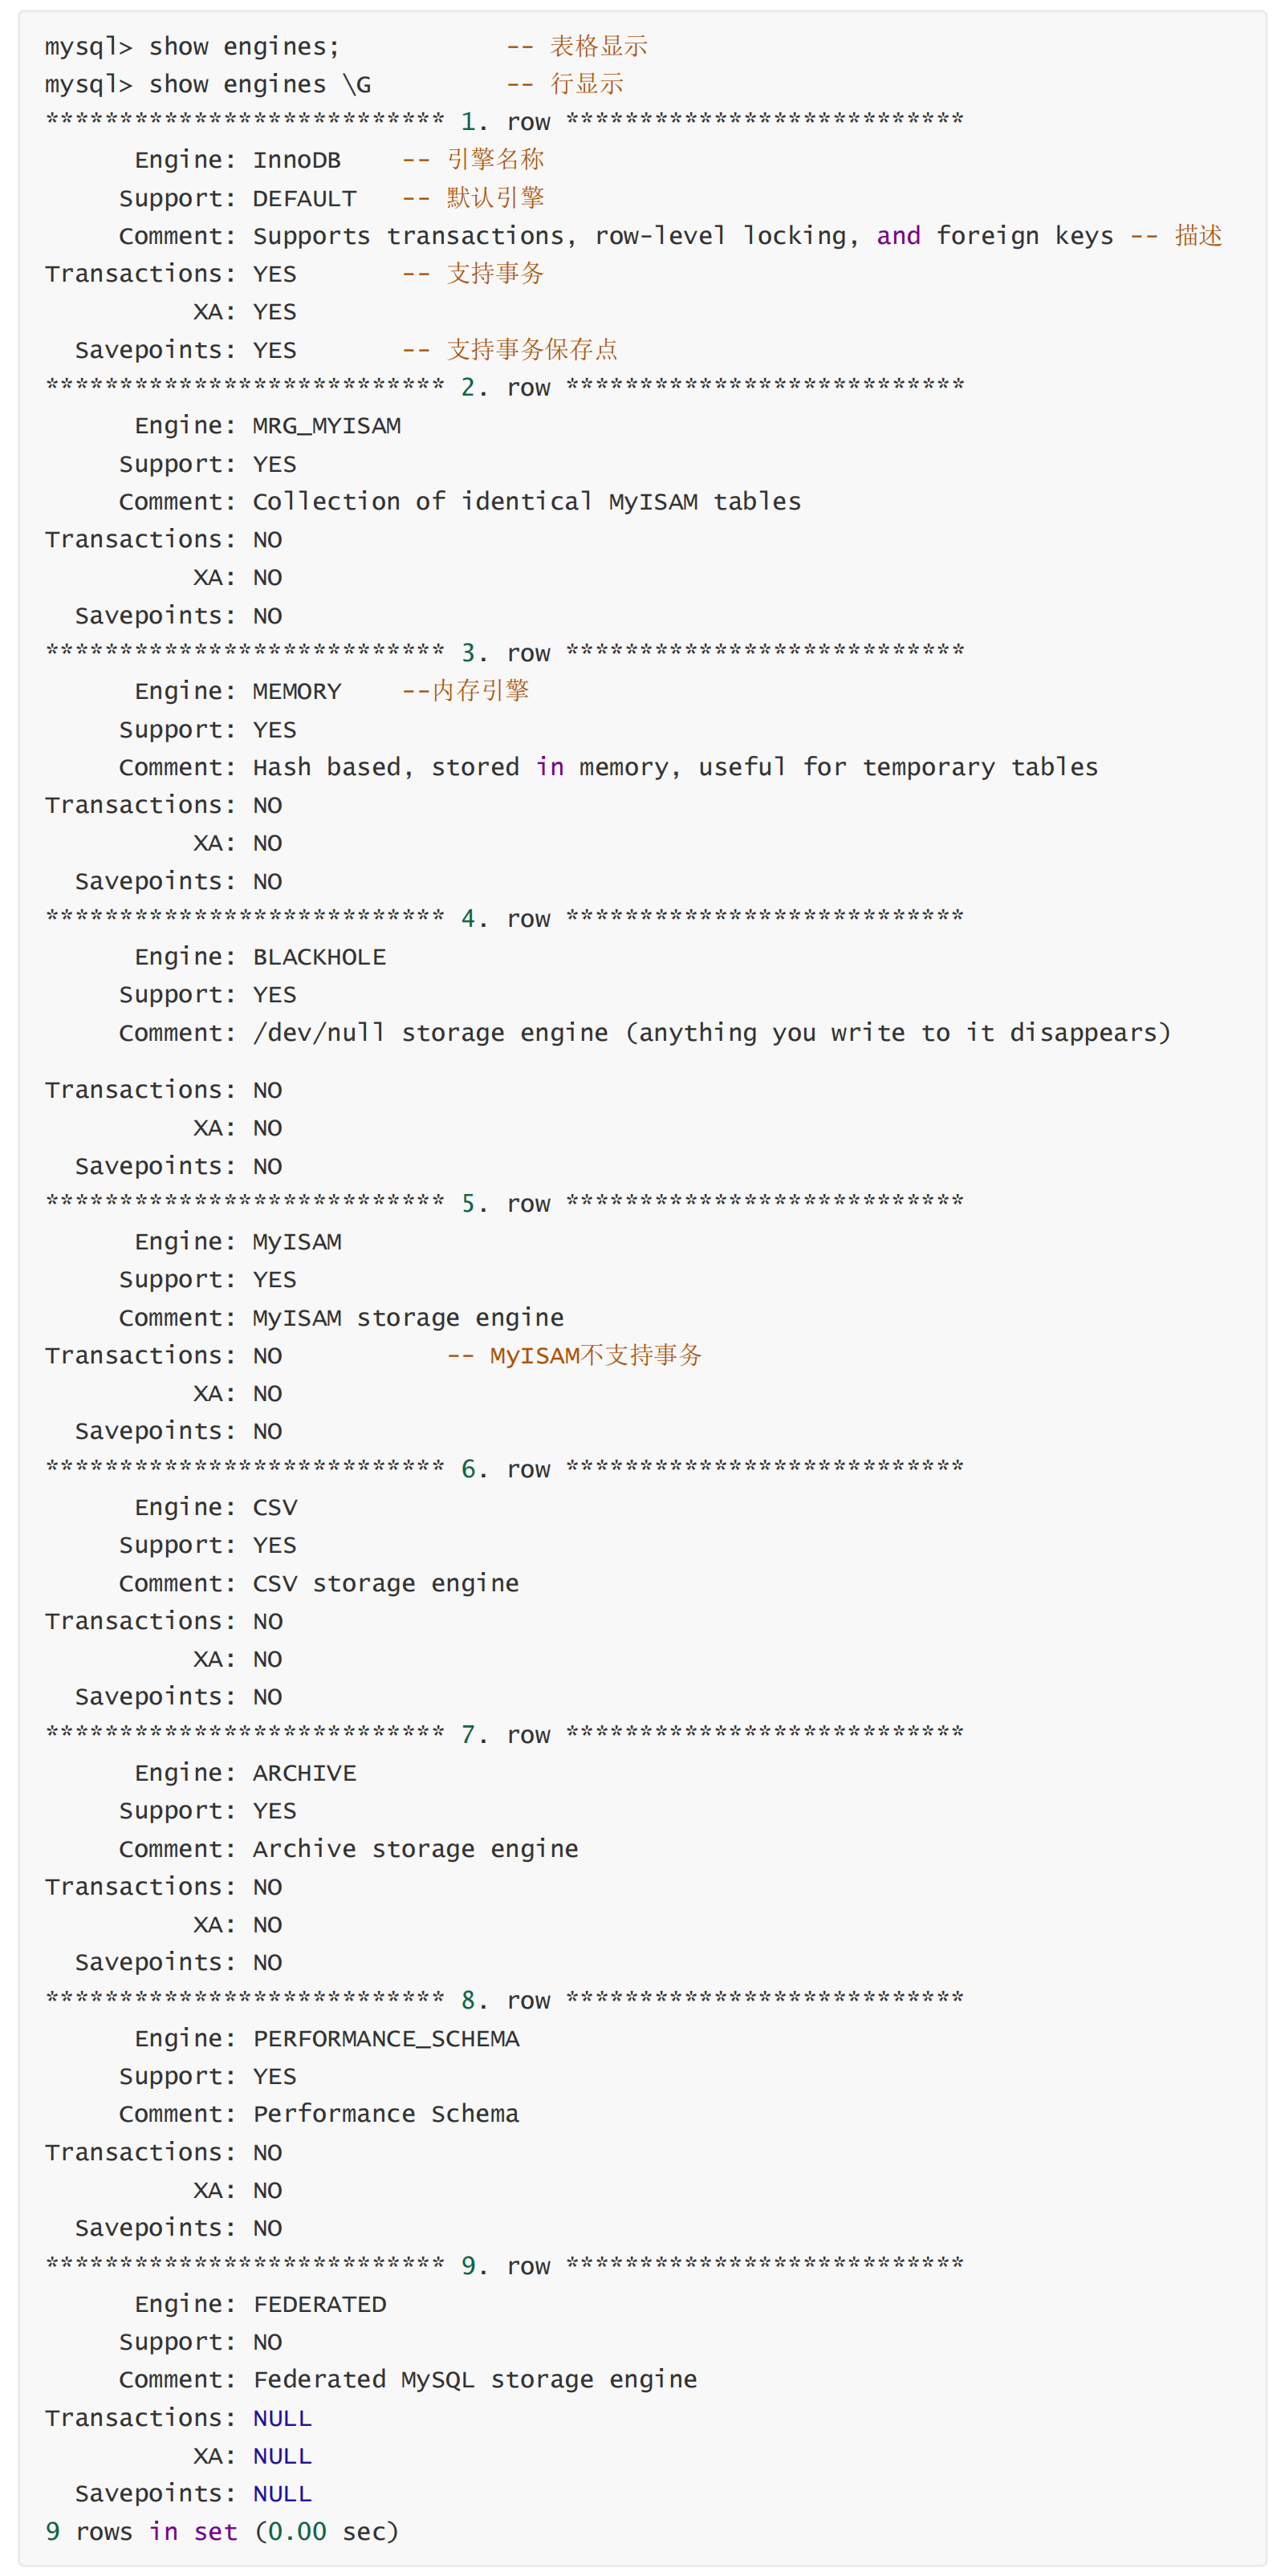 mysql> show engines;           -- 表格显示
mysql> show engines \G         -- 行显示
*************************** 1. row ***************************
      Engine: InnoDB    -- 引擎名称
     Support: DEFAULT   -- 默认引擎
     Comment: Supports transactions, row-level locking, and foreign keys -- 描述
Transactions: YES       -- 支持事务
          XA: YES
  Savepoints: YES       -- 支持事务保存点
*************************** 2. row ***************************
      Engine: MRG_MYISAM
     Support: YES
     Comment: Collection of identical MyISAM tables
Transactions: NO
          XA: NO
  Savepoints: NO
*************************** 3. row ***************************
      Engine: MEMORY    --内存引擎
     Support: YES
     Comment: Hash based, stored in memory, useful for temporary tables
Transactions: NO
          XA: NO
  Savepoints: NO
*************************** 4. row ***************************
      Engine: BLACKHOLE
     Support: YES
     Comment: /dev/null storage engine (anything you write to it disappears)
Transactions: NO
          XA: NO
  Savepoints: NO
*************************** 5. row ***************************
      Engine: MyISAM
     Support: YES
     Comment: MyISAM storage engine
Transactions: NO           -- MyISAM不支持事务
          XA: NO
  Savepoints: NO
*************************** 6. row ***************************
      Engine: CSV
     Support: YES
     Comment: CSV storage engine
Transactions: NO
          XA: NO
  Savepoints: NO
*************************** 7. row ***************************
      Engine: ARCHIVE
     Support: YES
     Comment: Archive storage engine
Transactions: NO
          XA: NO
  Savepoints: NO
*************************** 8. row ***************************
      Engine: PERFORMANCE_SCHEMA
     Support: YES
     Comment: Performance Schema
Transactions: NO
          XA: NO
  Savepoints: NO
*************************** 9. row ***************************
      Engine: FEDERATED
     Support: NO
     Comment: Federated MySQL storage engine
Transactions: NULL
          XA: NULL
  Savepoints: NULL
9 rows in set (0.00 sec)